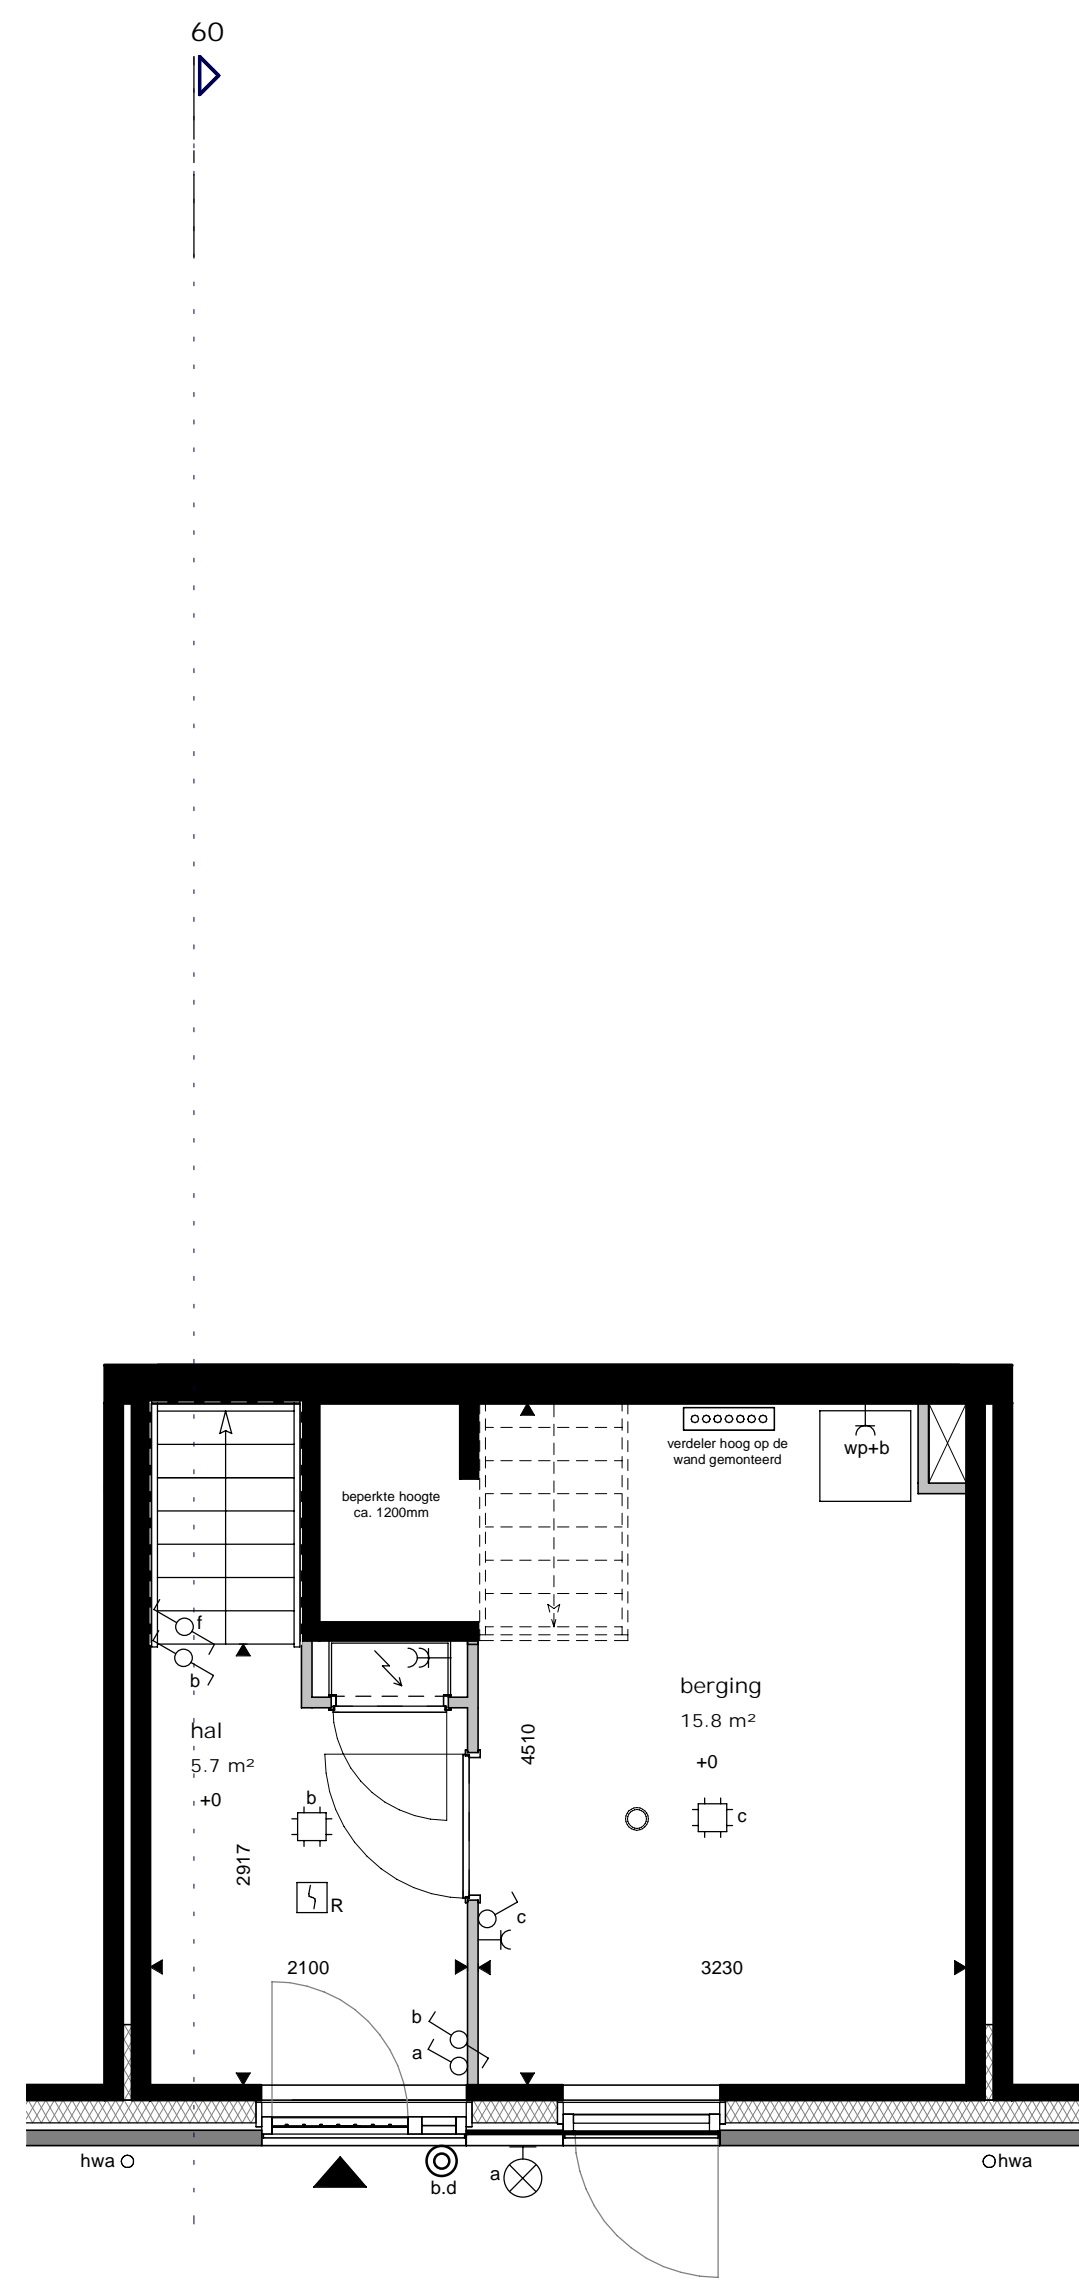 60
verdeler hoog op de
wand gemonteerd
wp+b
beperkte hoogte
ca. 1200mm
f
b
hal
5.7 m²
+0
berging
15.8 m²
+0
4510
b
c
2917
R
c
2100
3230
b
a
hwa
b.d
a
hwa